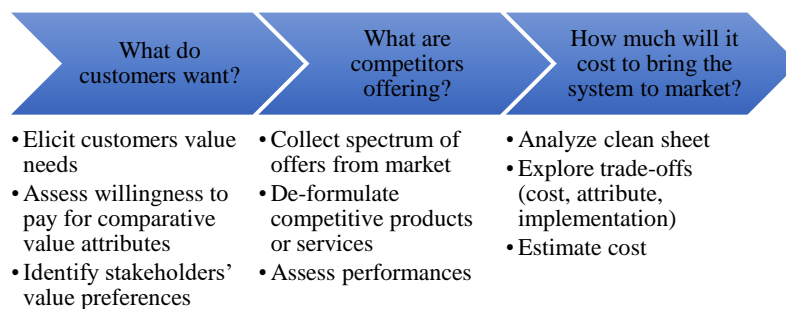 What do
customers want?
What are
competitors
offering?
How much will it
cost to bring the
system to market?
• Elicit customers value
needs
• Assess willingness to
pay for comparative
value attributes
• Identify stakeholders’
value preferences
• Collect spectrum of
offers from market
• De-formulate
competitive products
or services
• Assess performances
• Analyze clean sheet
• Explore trade-offs
(cost, attribute,
implementation)
• Estimate cost